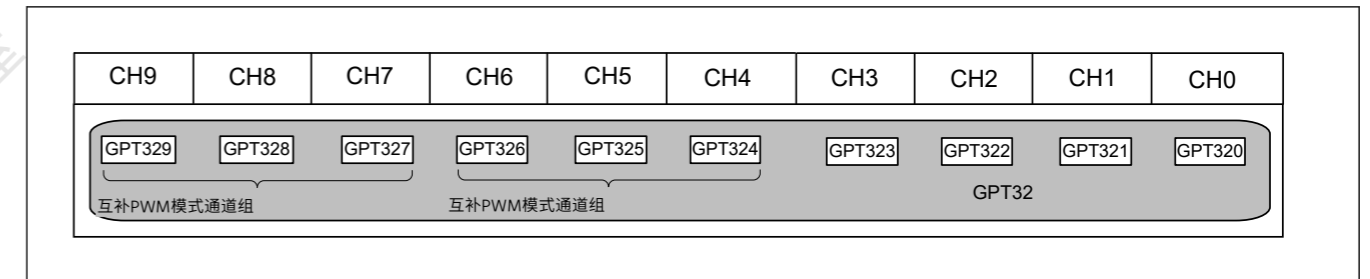 CH9 CH8 CH7 CH6 CH5 CH4 CH3 CH2 CH1 CH0
GPT329 GPT328 GPT327 GPT326 GPT325 GPT324 GPT323 GPT322 GPT321 GPT320
GPT32
互补PWM模式通道组 互补PWM模式通道组